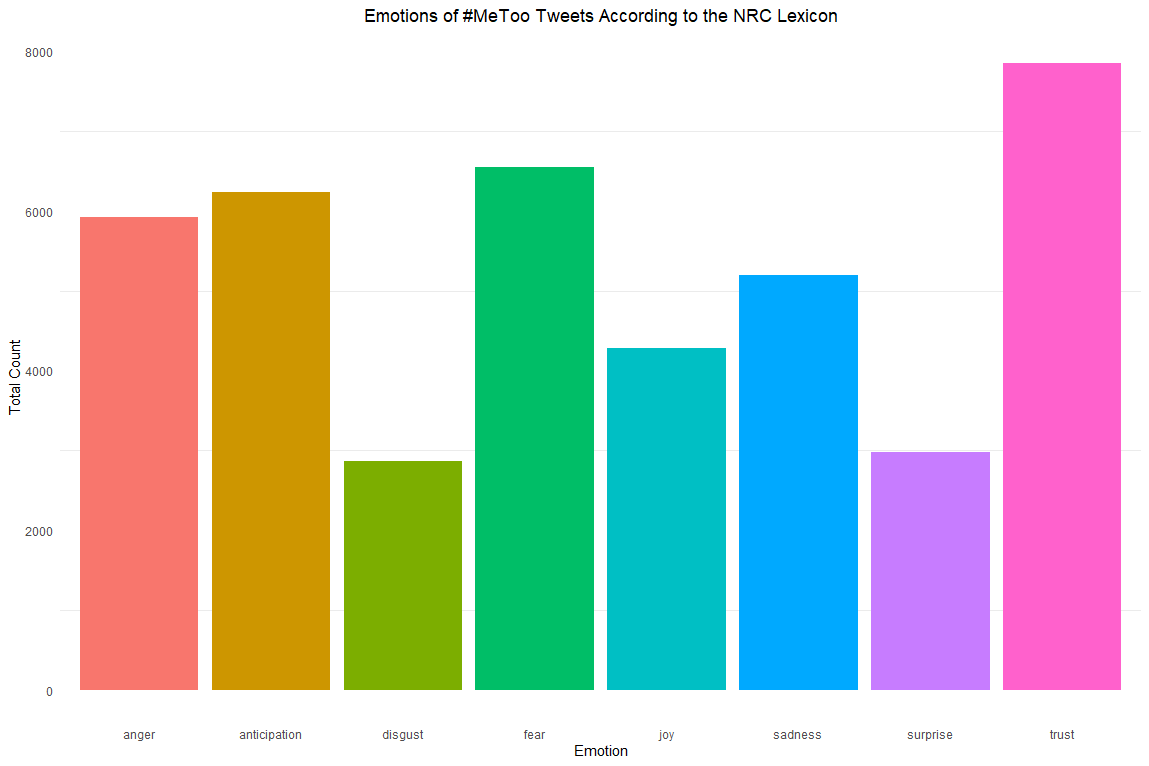 Emotions of #MeToo Tweets According to the NRC Lexicon
8000
6000
4000
2000
0
Total Count
anger anticipation disgust fear joy sadness surprise trust
Emotion